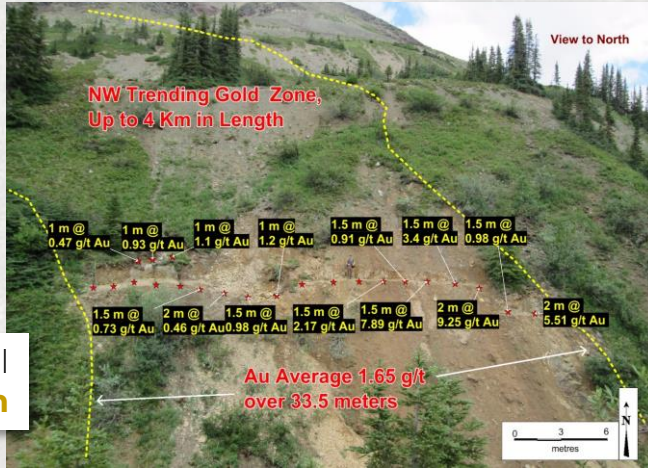 View to North
NW Trending Gold Zone,
Up to 4 Km in Length
1 m @
0.47 g/t Au
1 m @
0.93 g/t Au
1 m @
1.1 g/t Au
1 m @
1.2 g/t Au
1.5 m @
0.91 g/t Au
1.5 m @
3.4 g/t Au
1.5 m @
0.98 g/t Au
1.5 m @
0.73 g/t Au
2 m @
0.46 g/t Au
1.5 m @
0.98 g/t Au
1.5 m @
2.17 g/t Au
1.5 m @
7.89 g/t Au
2 m @
9.25 g/t Au
2 m @
5.51 g/t Au
Au Average 1.65 g/t
over 33.5 meters
N
0 3 6
metres